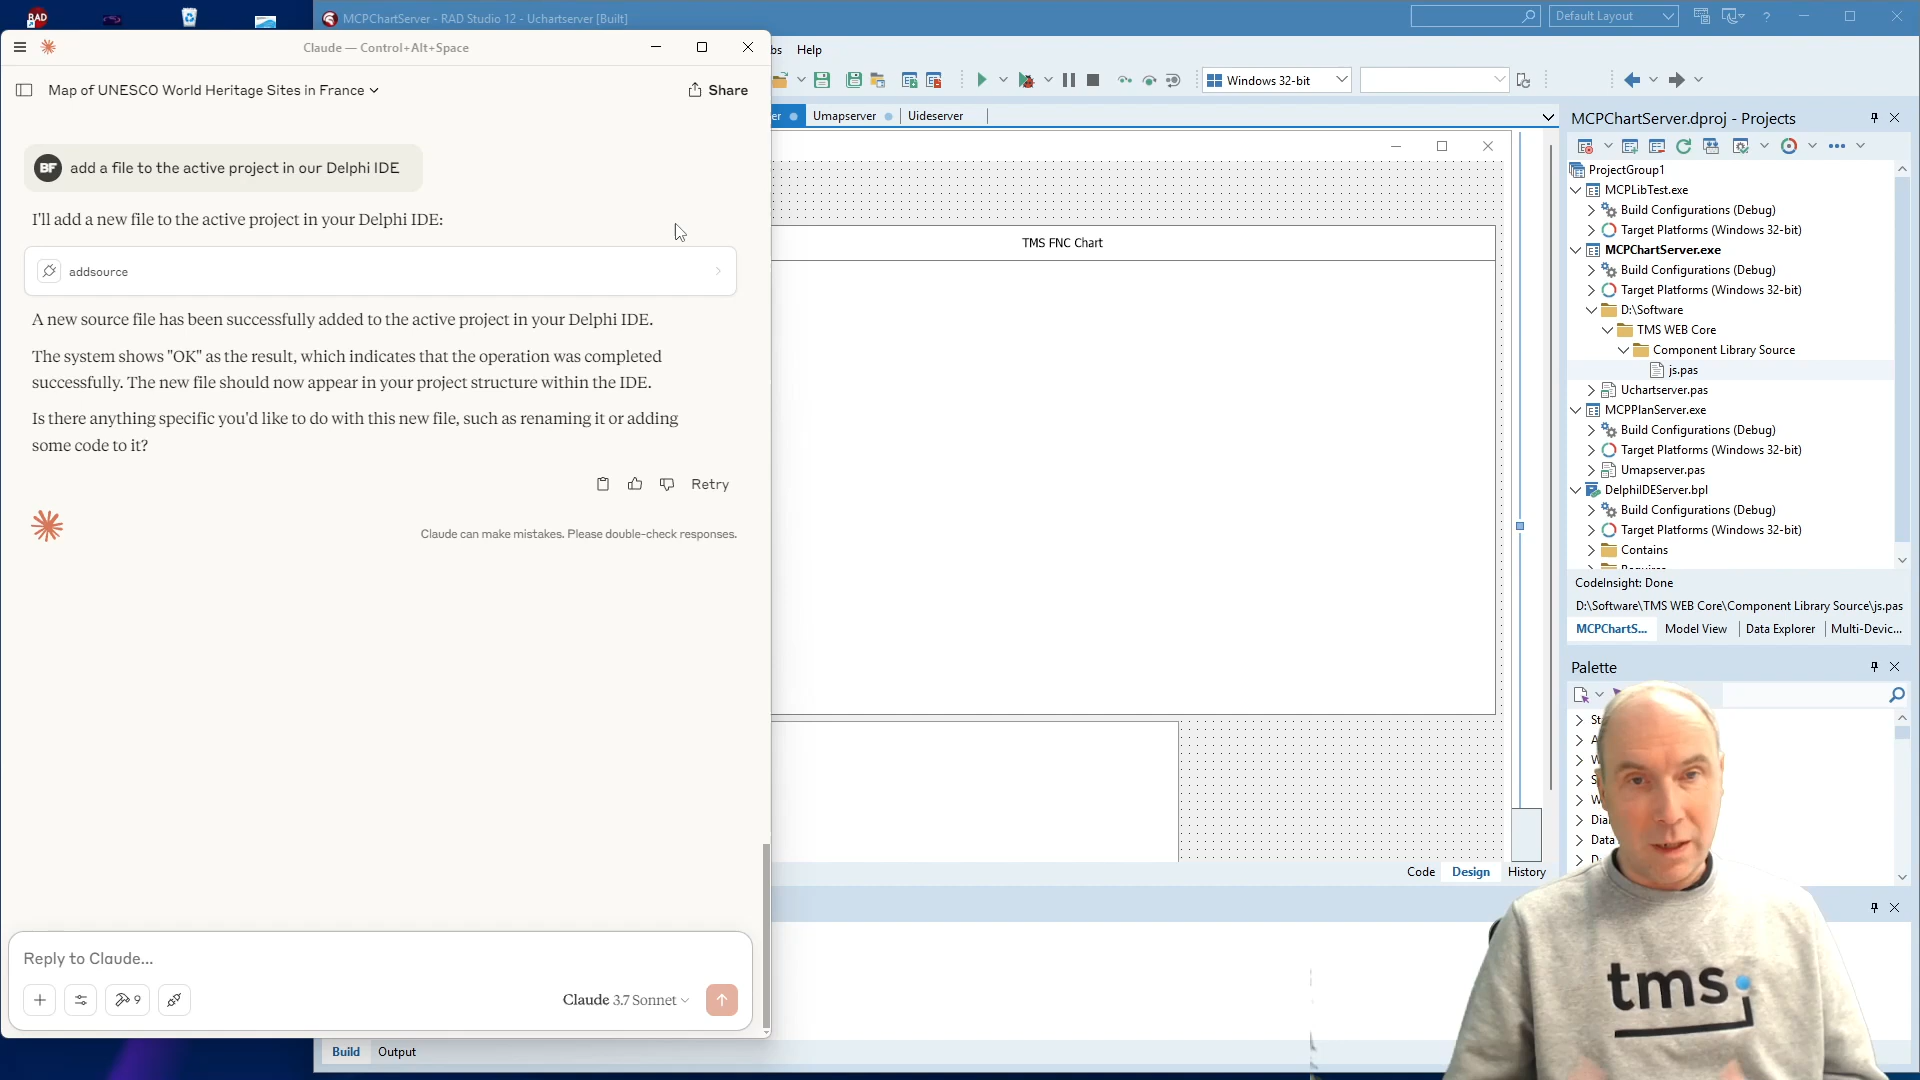 RAD
MCPChartServer - RAD Studio 12 - Uchartserver [Built]
Default Layout
?
Claude — Control+Alt+Space
Help
Map of UNESCO World Heritage Sites in France
Share
Windows 32-bit
Umapserver
Uideserver
BF
add a file to the active project in our Delphi IDE
I'll add a new file to the active project in your Delphi IDE:
addsource
A new source file has been successfully added to the active project in your Delphi IDE.
The system shows "OK" as the result, which indicates that the operation was completed
successfully. The new file should now appear in your project structure within the IDE.
Is there anything specific you'd like to do with this new file, such as renaming it or adding
some code to it?
Retry
Claude can make mistakes. Please double-check responses.
Reply to Claude...
9
Claude 3.7 Sonnet
TMS FNC Chart
Code
Design
History
Build
Output
MCPChartServer.dproj - Projects
ProjectGroup1
MCPLibTest.exe
Build Configurations (Debug)
Target Platforms (Windows 32-bit)
MCPChartServer.exe
Build Configurations (Debug)
Target Platforms (Windows 32-bit)
D:\Software
TMS WEB Core
Component Library Source
js.pas
Uchartserver.pas
MCPPlanServer.exe
Build Configurations (Debug)
Target Platforms (Windows 32-bit)
Umapserver.pas
DelphiIDEServer.bpl
Build Configurations (Debug)
Target Platforms (Windows 32-bit)
Contains
CodeInsight: Done
D:\Software\TMS WEB Core\Component Library Source\js.pas
MCPChartS...
Model View
Data Explorer
Multi-Devic...
Palette
Data
tms